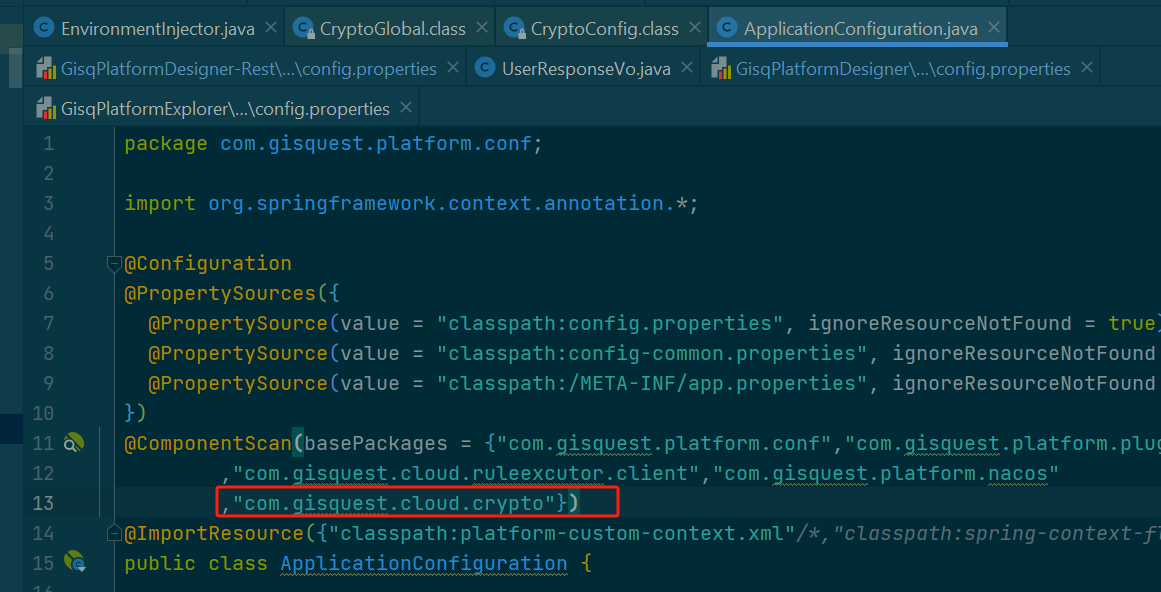 EnvironmentInjector.java CryptoGlobal.class CryptoConfig.class ApplicationConfiguration.java
GisqPlatformDesigner-Rest\...\config.properties UserResponseVo.java GisqPlatformDesigner\...\config.properties
GisqPlatformExplorer\...\config.properties
1 package com.gisquest.platform.conf;
2
3 import org.springframework.context.annotation.*;
4
5 @Configuration
6 @PropertySources({
7 @PropertySource(value = "classpath:config.properties", ignoreResourceNotFound = true)
8 @PropertySource(value = "classpath:config-common.properties", ignoreResourceNotFound
9 @PropertySource(value = "classpath:/META-INF/app.properties", ignoreResourceNotFound
10 })
11 @ComponentScan(basePackages = {"com.gisquest.platform.conf","com.gisquest.platform.plug
12 ,"com.gisquest.cloud.ruleexcutor.client","com.gisquest.platform.nacos"
13 ,"com.gisquest.cloud.crypto"})
14 @ImportResource({"classpath:platform-custom-context.xml"/*,"classpath:spring-context-fl
15 public class ApplicationConfiguration {